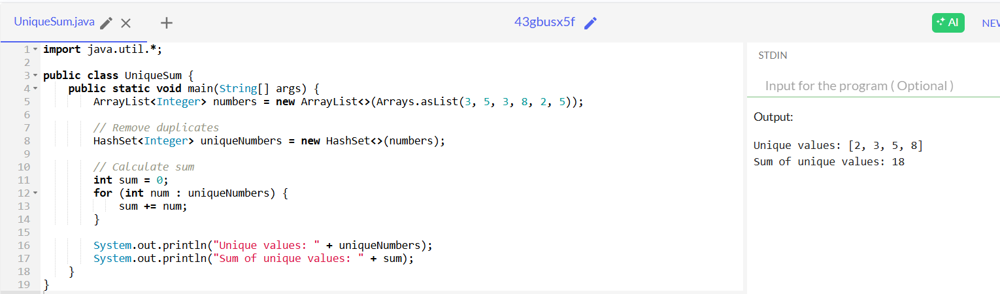 UniqueSum.java
43gbusx5f
AI
NEW
1 import java.util.*;
2
3 public class UniqueSum {
4     public static void main(String[] args) {
5         ArrayList<Integer> numbers = new ArrayList<>(Arrays.asList(3, 5, 3, 8, 2, 5));
6
7         // Remove duplicates
8         HashSet<Integer> uniqueNumbers = new HashSet<>(numbers);
9
10         // Calculate sum
11         int sum = 0;
12         for (int num : uniqueNumbers) {
13             sum += num;
14         }
15
16         System.out.println("Unique values: " + uniqueNumbers);
17         System.out.println("Sum of unique values: " + sum);
18     }
19 }
STDIN
Input for the program ( Optional )
Output:
Unique values: [2, 3, 5, 8]
Sum of unique values: 18